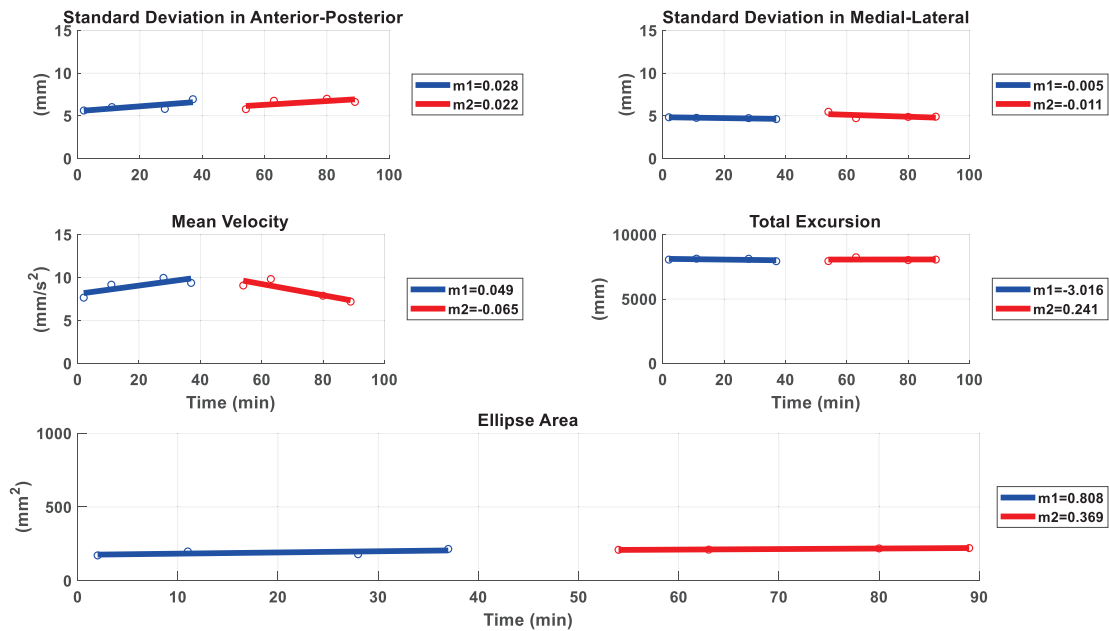 Standard Deviation in Anterior-Posterior
15
10
5
0
(mm)
0 20 40 60 80 100
m1=0.028
m2=0.022
Standard Deviation in Medial-Lateral
15
10
5
0
(mm)
0 20 40 60 80 100
m1=-0.005
m2=-0.011
Mean Velocity
15
10
5
0
(mm/s²)
0 20 40 60 80 100
Time (min)
m1=0.049
m2=-0.065
Total Excursion
10000
5000
0
(mm)
0 20 40 60 80 100
Time (min)
m1=-3.016
m2=0.241
Ellipse Area
1000
500
0
(mm²)
0 10 20 30 40 50 60 70 80 90
Time (min)
m1=0.808
m2=0.369